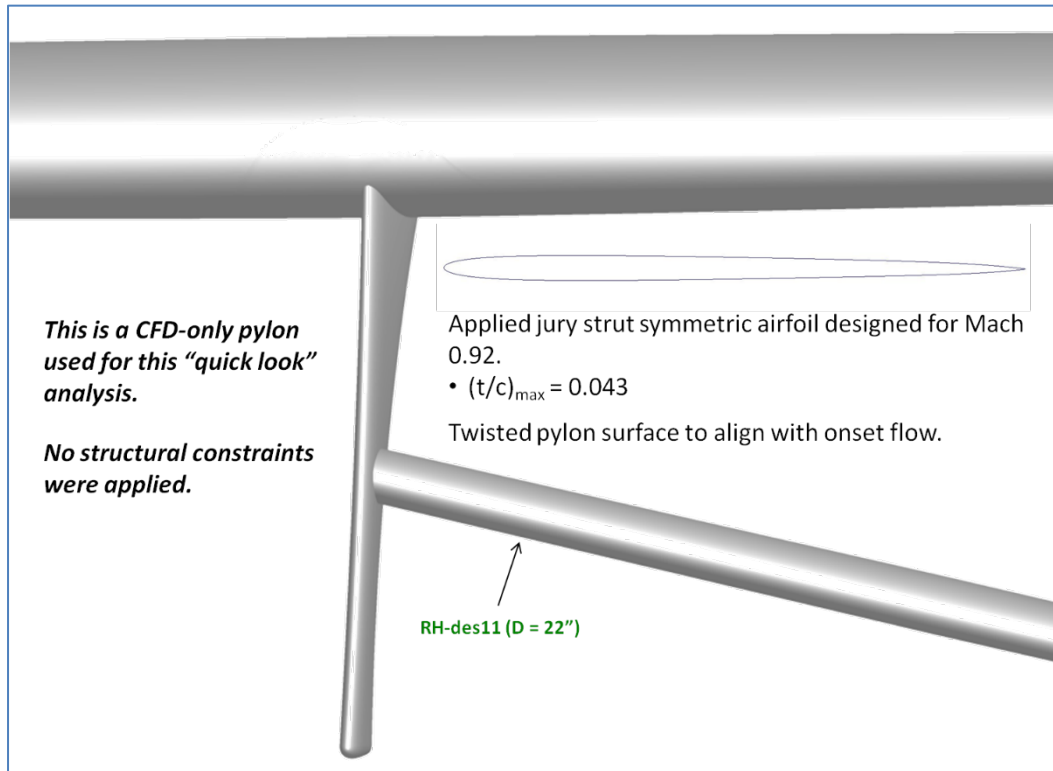 This is a CFD-only pylon
used for this “quick look”
analysis.
No structural constraints
were applied.
Applied jury strut symmetric airfoil designed for Mach
0.92.
• (t/c)max = 0.043
Twisted pylon surface to align with onset flow.
RH-des11 (D = 22”)